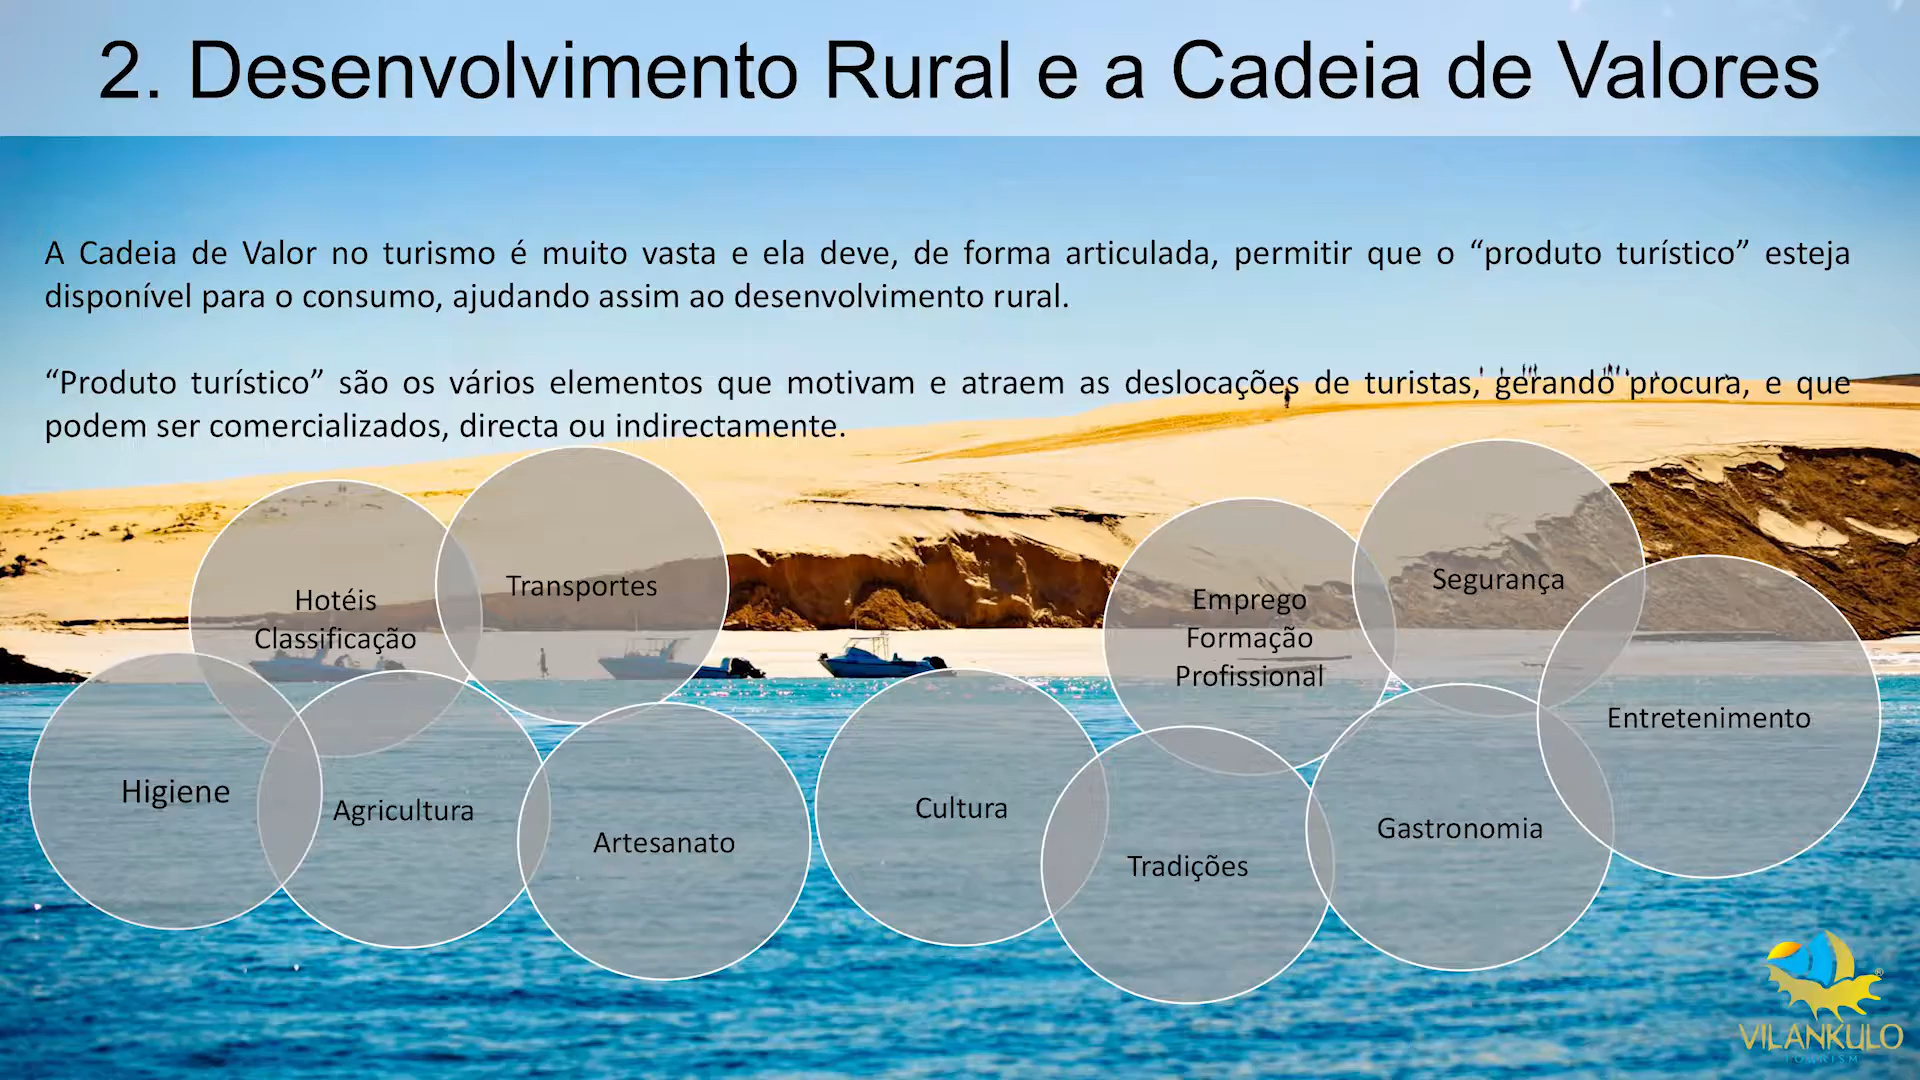 2. Desenvolvimento Rural e a Cadeia de Valores
A Cadeia de Valor no turismo é muito vasta e ela deve, de forma articulada, permitir que o “produto turístico” esteja
disponível para o consumo, ajudando assim ao desenvolvimento rural.
“Produto turístico” são os vários elementos que motivam e atraem as deslocações de turistas, gerando procura, e que
podem ser comercializados, directa ou indirectamente.
Hotéis
Classificação
Transportes
Emprego
Formação
Profissional
Segurança
Entretenimento
Higiene
Agricultura
Artesanato
Cultura
Tradições
Gastronomia
®
VILANKULO
TOURISM